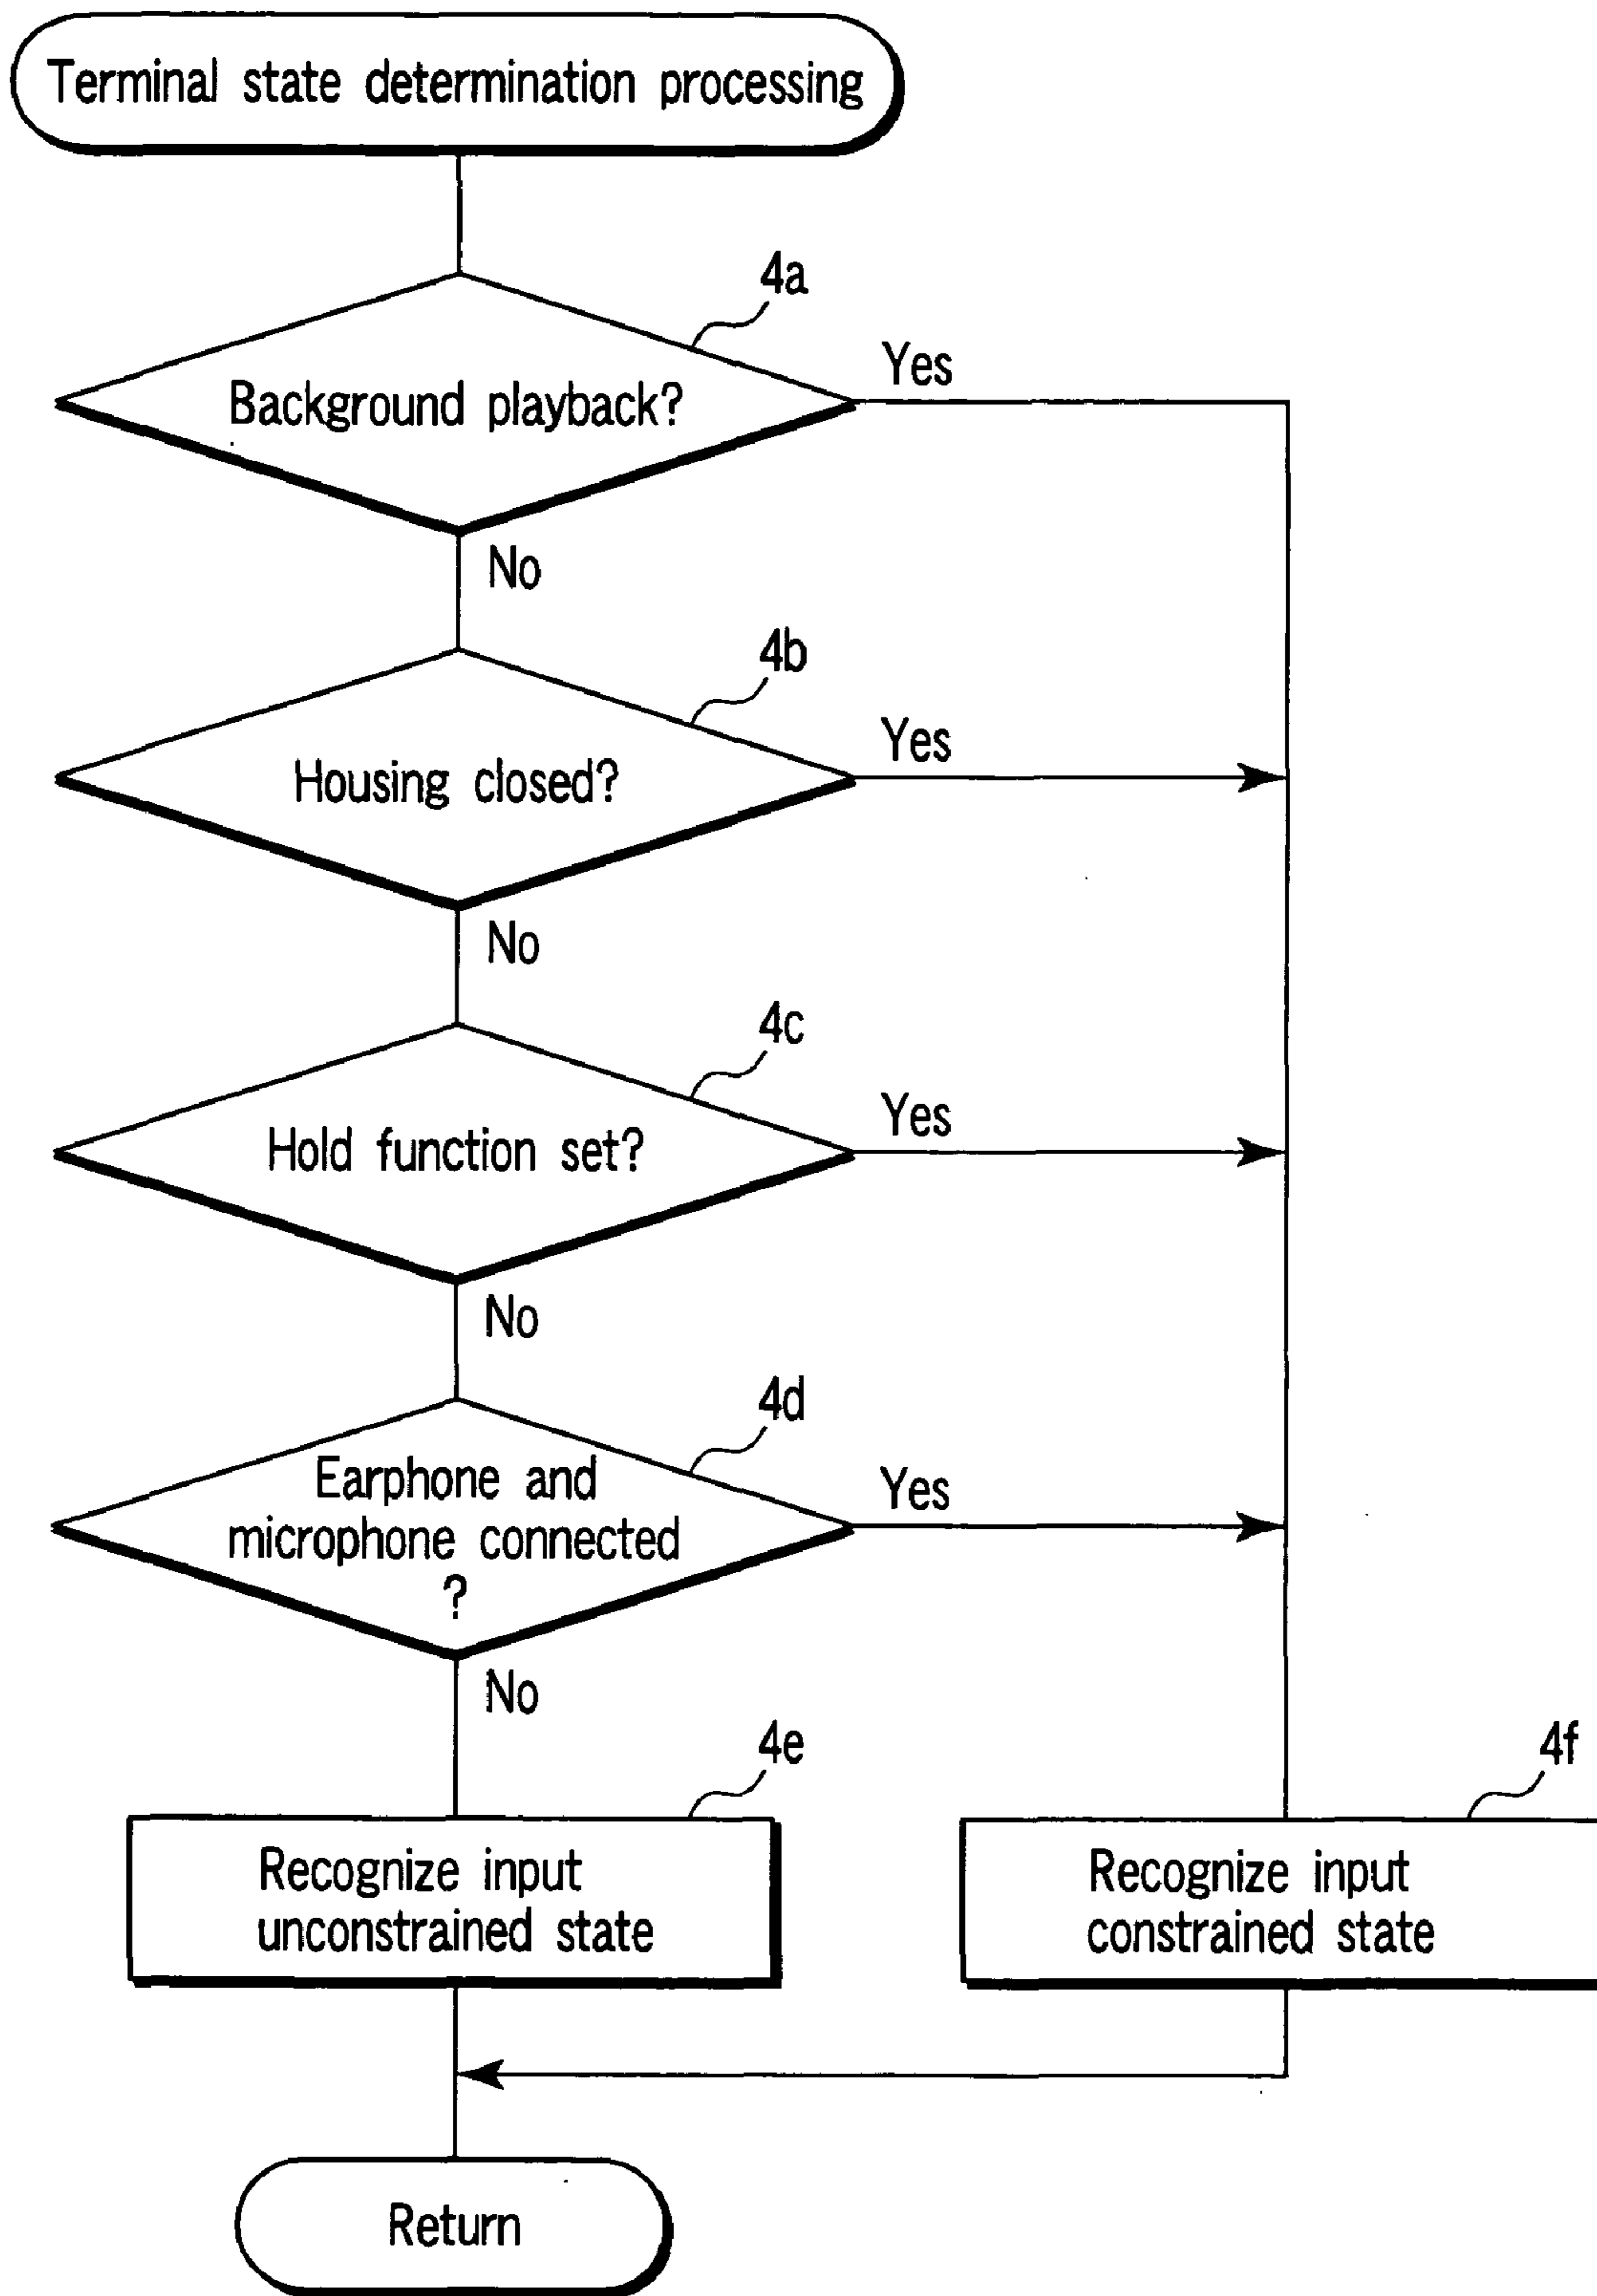 Terminal state determination processing
4a
Yes
Background playback?
No
4b
Yes
Housing closed?
No
4c
Yes
Hold function set?
No
4d
Yes
Earphone and
microphone connected
?
No
4e
4f
Recognize input
unconstrained state
Recognize input
constrained state
Return